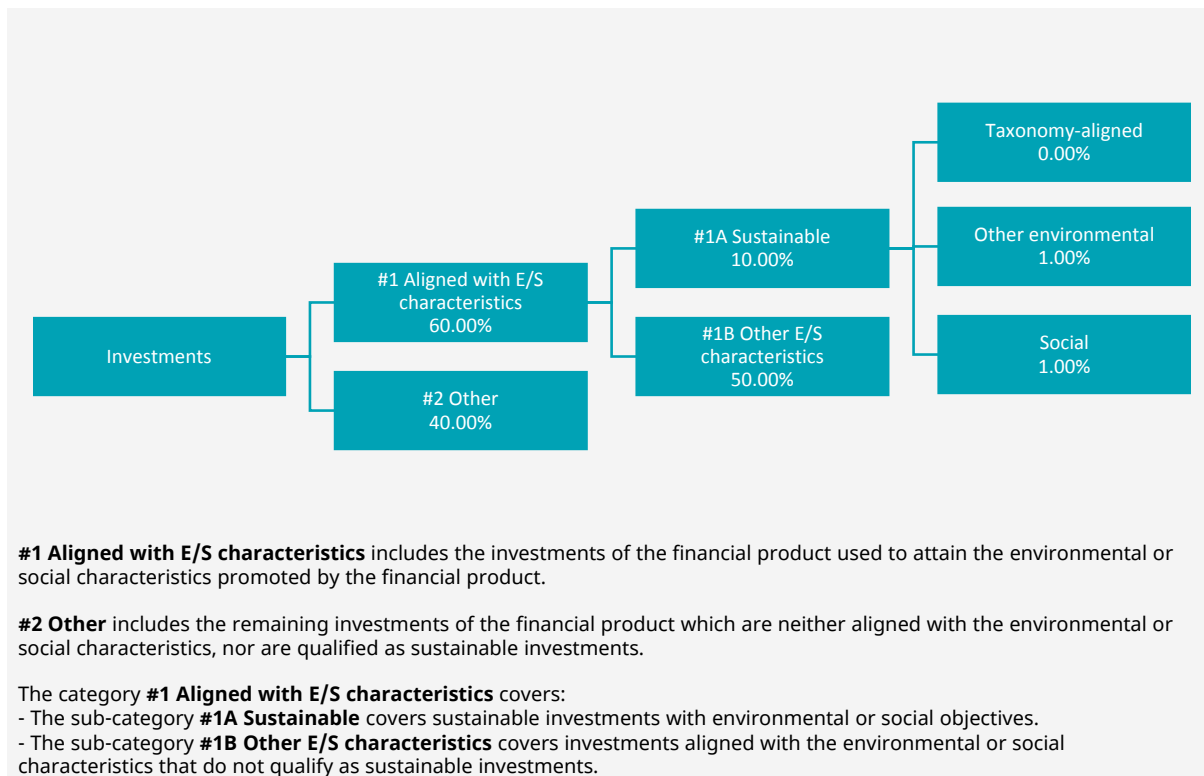 Investments
#1 Aligned with E/S
characteristics
60.00%
#2 Other
40.00%
#1A Sustainable
10.00%
#1B Other E/S
characteristics
50.00%
Taxonomy-aligned
0.00%
Other environmental
1.00%
Social
1.00%
#1 Aligned with E/S characteristics includes the investments of the financial product used to attain the environmental or
social characteristics promoted by the financial product.
#2 Other includes the remaining investments of the financial product which are neither aligned with the environmental or
social characteristics, nor are qualified as sustainable investments.
The category #1 Aligned with E/S characteristics covers:
- The sub-category #1A Sustainable covers sustainable investments with environmental or social objectives.
- The sub-category #1B Other E/S characteristics covers investments aligned with the environmental or social
characteristics that do not qualify as sustainable investments.